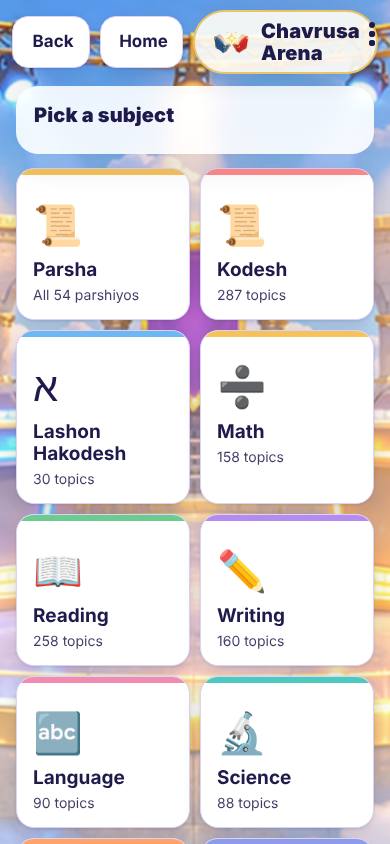 Back
Home
Chavrusa
Arena
Pick a subject
Parsha
All 54 parshiyos
Kodesh
287 topics
א
Lashon
Hakodesh
30 topics
Math
158 topics
Reading
258 topics
Writing
160 topics
abc
Language
90 topics
Science
88 topics